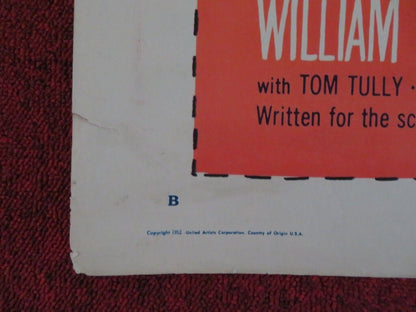 WILLIAM
with TOM TULLY ·
Written for the sc
B
Copyright 1952 United Artists Corporation. Country of Origin U.S.A.